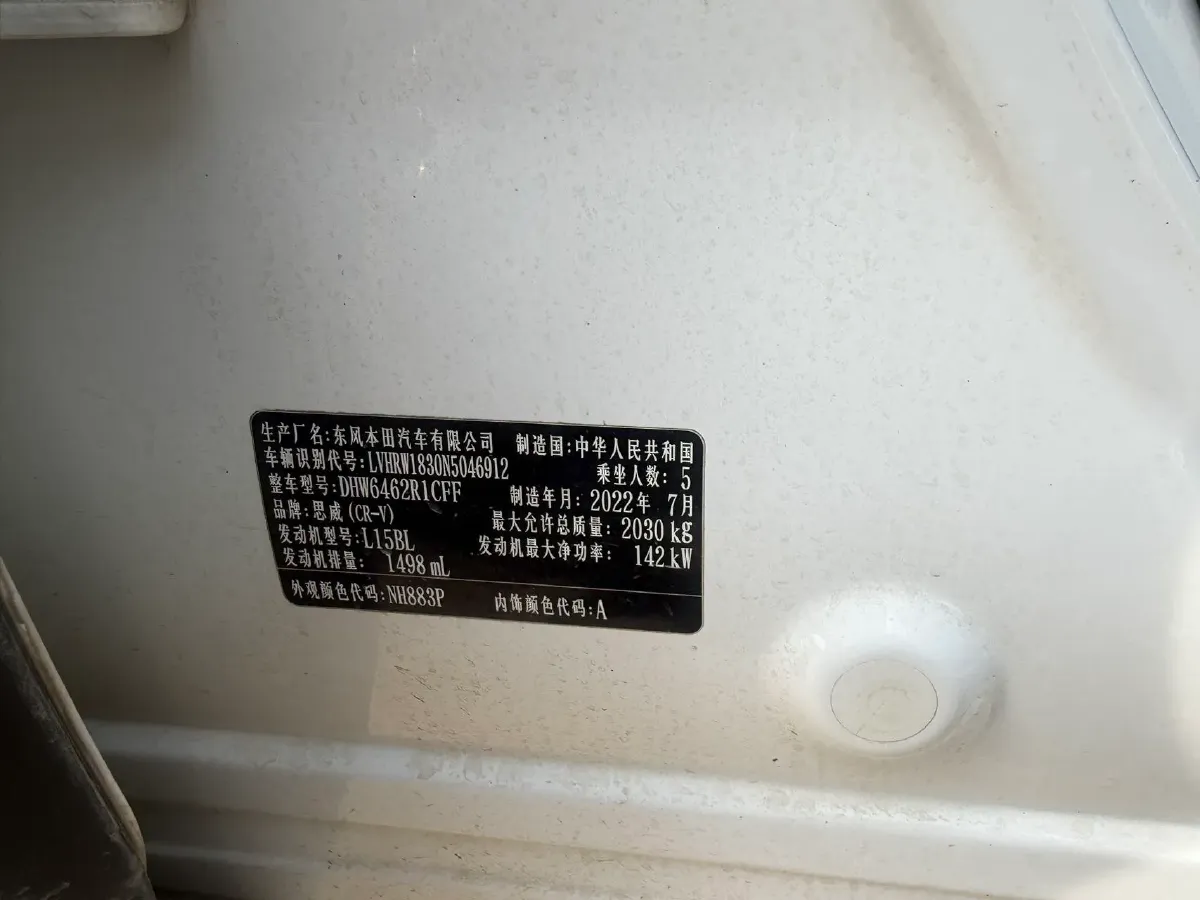 生产厂名:东风本田汽车有限公司 制造国:中华人民共和国
车辆识别代号:LVHRW1830N5046912 乘坐人数: 5
整车型号:DHW6462R1CFF 制造年月: 2022年 7月
品牌:思威(CR-V) 最大允许总质量: 2030 kg
发动机型号:L15BL 发动机最大净功率: 142 kW
发动机排量: 1498 mL
外观颜色代码:NH883P 内饰颜色代码:A